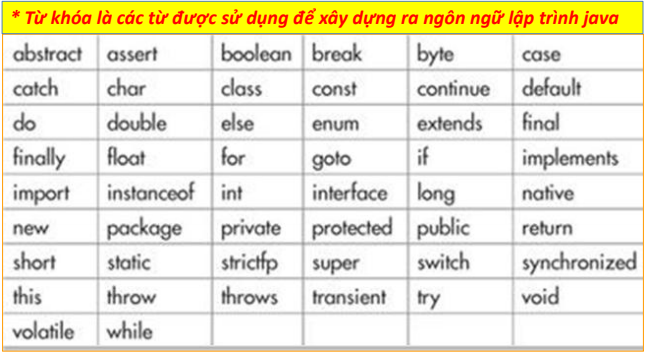 * Từ khóa là các từ được sử dụng để xây dựng ra ngôn ngữ lập trình java
abstract assert boolean break byte case
catch char class const continue default
do double else enum extends final
finally float for goto if implements
import instanceof int interface long native
new package private protected public return
short static strictfp super switch synchronized
this throw throws transient try void
volatile while